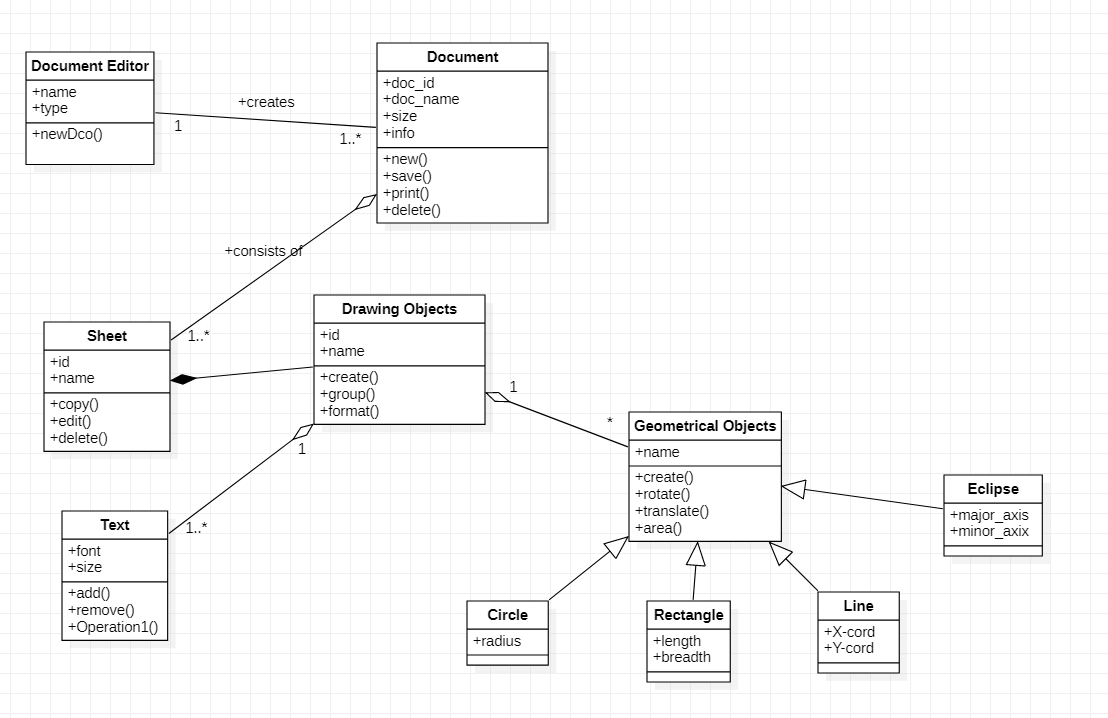 Document Editor
+name
+type
+newDco()
+creates
1
1..*
Document
+doc_id
+doc_name
+size
+info
+new()
+save()
+print()
+delete()
+consists of
1..*
Sheet
+id
+name
+copy()
+edit()
+delete()
Drawing Objects
+id
+name
+create()
+group()
+format()
1
*
1
1..*
Text
+font
+size
+add()
+remove()
+Operation1()
Geometrical Objects
+name
+create()
+rotate()
+translate()
+area()
Eclipse
+major_axis
+minor_axix
Circle
+radius
Rectangle
+length
+breadth
Line
+X-cord
+Y-cord